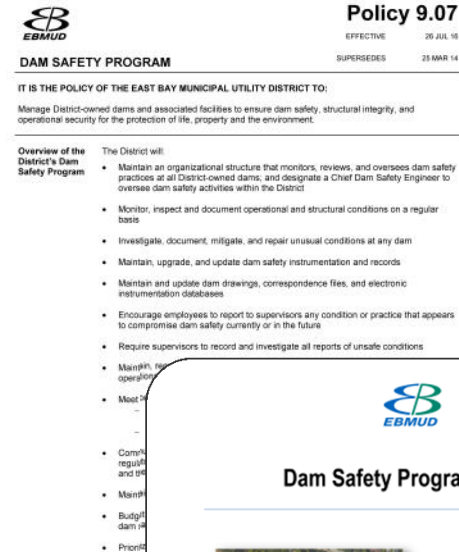 Policy 9.07
EBMUD
EFFECTIVE 26 JUL 16
DAM SAFETY PROGRAM
SUPERSEDES 25 MAR 14
IT IS THE POLICY OF THE EAST BAY MUNICIPAL UTILITY DISTRICT TO:
Manage District-owned dams and associated facilities to ensure dam safety, structural integrity, and
operational security for the protection of life, property and the environment.
Overview of the
District's Dam
Safety Program
The District will:
• Maintain an organizational structure that monitors, reviews, and oversees dam safety
practices at all District-owned dams; and designate a Chief Dam Safety Engineer to
oversee dam safety activities within the District
• Monitor, inspect and document operational and structural conditions on a regular
basis
• Investigate, document, mitigate, and repair unusual conditions at any dam
• Maintain, upgrade, and update dam safety instrumentation and records
• Maintain and update dam drawings, correspondence files, and electronic
instrumentation databases
• Encourage employees to report to supervisors any condition or practice that appears
to compromise dam safety currently or in the future
• Require supervisors to record and investigate all reports of unsafe conditions
• Maintain,
• Meet
–
–
•
and
•
•
dam
•
EBMUD
Dam Safety Progra